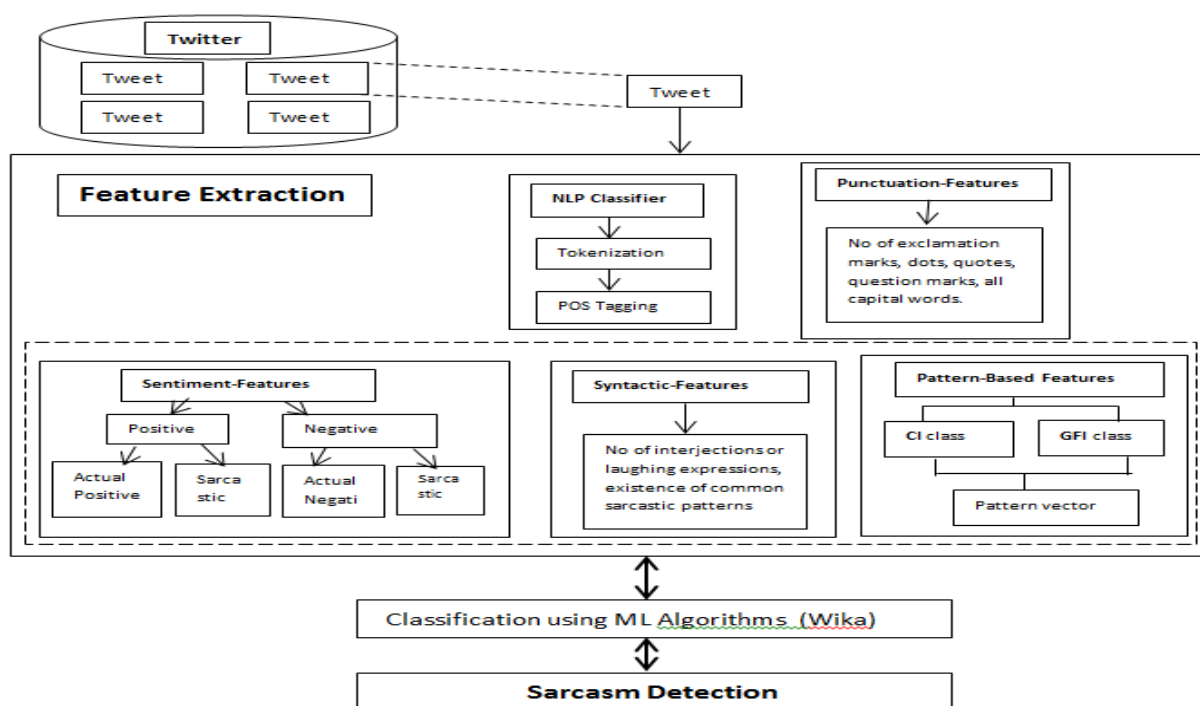 Twitter
Tweet
Tweet
Tweet
Tweet
Tweet
Feature Extraction
NLP Classifier
Tokenization
POS Tagging
Punctuation-Features
No of exclamation
marks, dots, quotes,
question marks, all
capital words.
Sentiment-Features
Positive
Negative
Actual
Positive
Sarca
stic
Actual
Negati
Sarca
stic
Syntactic-Features
No of interjections or
laughing expressions,
existence of common
sarcastic patterns
Pattern-Based Features
CI class
GFI class
Pattern vector
Classification using ML Algorithms (Wika)
Sarcasm Detection